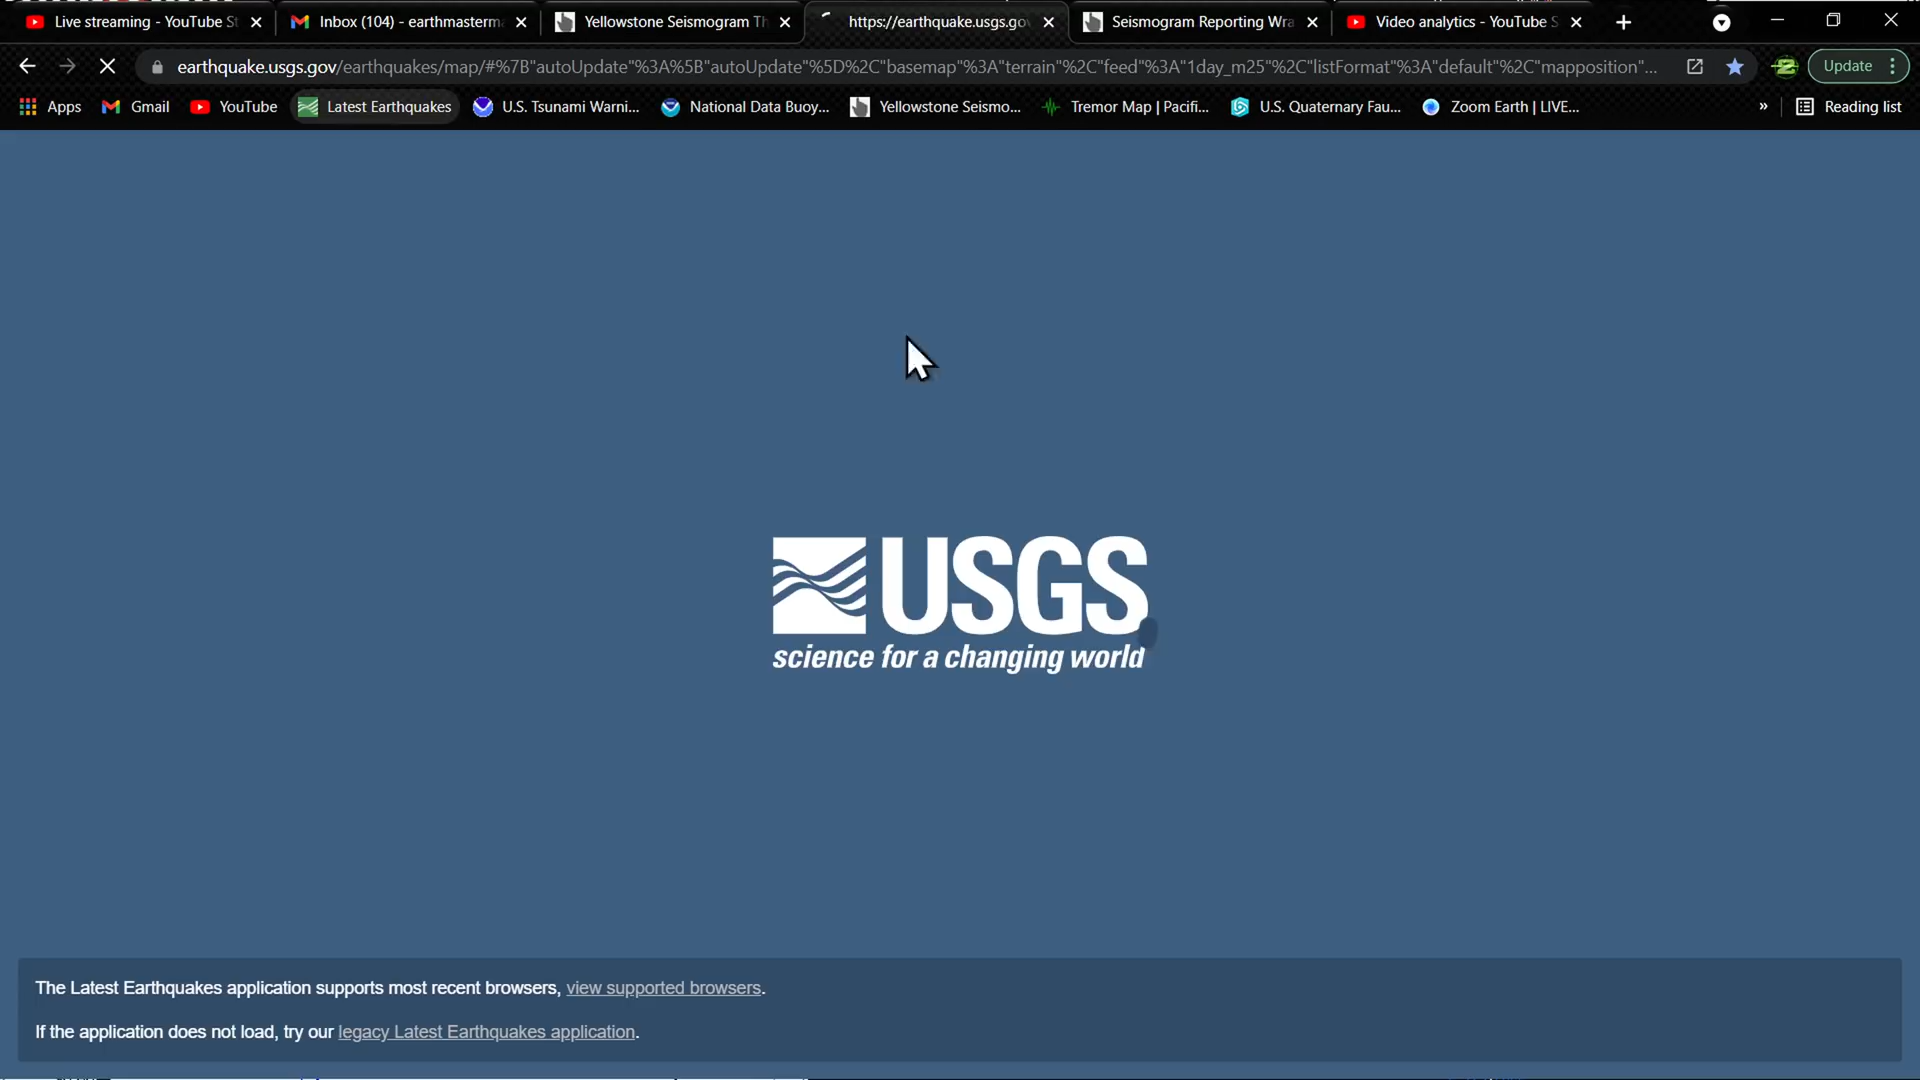 Live streaming - YouTube St
Inbox (104) - earthmasterm
Yellowstone Seismogram Th
https://earthquake.usgs.gov
Seismogram Reporting Wra
Video analytics - YouTube S
earthquake.usgs.gov/earthquakes/map/#%7B"autoUpdate"%3A%5B"autoUpdate"%5D%2C"basemap"%3A"terrain"%2C"feed"%3A"1day_m25"%2C"listFormat"%3A"default"%2C"mapposition"...
Update
Apps
Gmail
YouTube
Latest Earthquakes
U.S. Tsunami Warni...
National Data Buoy...
Yellowstone Seismo...
Tremor Map | Pacifi...
U.S. Quaternary Fau...
Zoom Earth | LIVE...
»
Reading list
USGS
science for a changing world
The Latest Earthquakes application supports most recent browsers, view supported browsers.
If the application does not load, try our legacy Latest Earthquakes application.